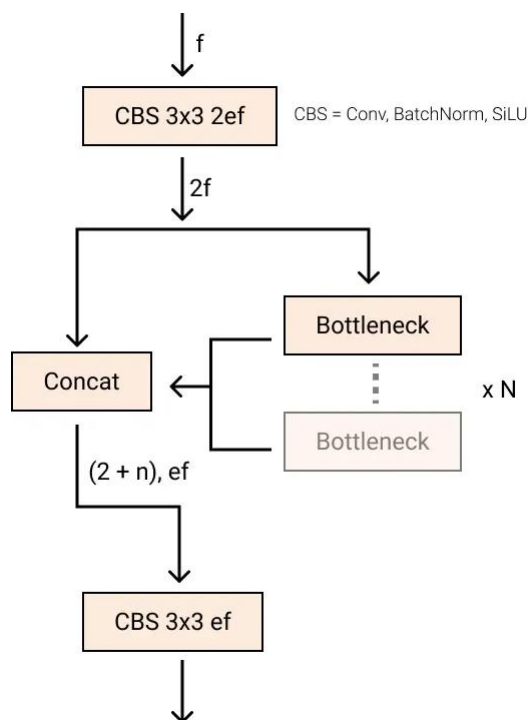 f
CBS 3x3 2ef
CBS = Conv, BatchNorm, SiLU
2f
Bottleneck
Concat
x N
Bottleneck
(2 + n), ef
CBS 3x3 ef